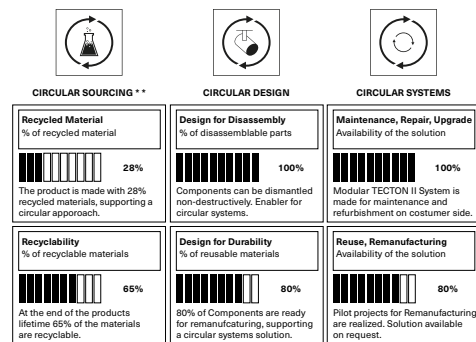 CIRCULAR SOURCING * *
Recycled Material
% of recycled material
28%
The product is made with 28%
recycled materials, supporting a
circular approach.
Recyclability
% of recyclable materials
65%
At the end of the products
lifetime 65% of the materials
are recyclable.
CIRCULAR DESIGN
Design for Disassembly
% of disassemblable parts
100%
Components can be dismantled
non-destructively. Enabler for
circular systems.
Design for Durability
% of reusable materials
80%
80% of Components are ready
for remanufcaturing, supporting
a circular systems solution.
CIRCULAR SYSTEMS
Maintenance, Repair, Upgrade
Availability of the solution
100%
Modular TECTON II System is
made for maintenance and
refurbishment on costumer side.
Reuse, Remanufacturing
Availability of the solution
80%
Pilot projects for Remanufacturing
are realized. Solution available
on request.